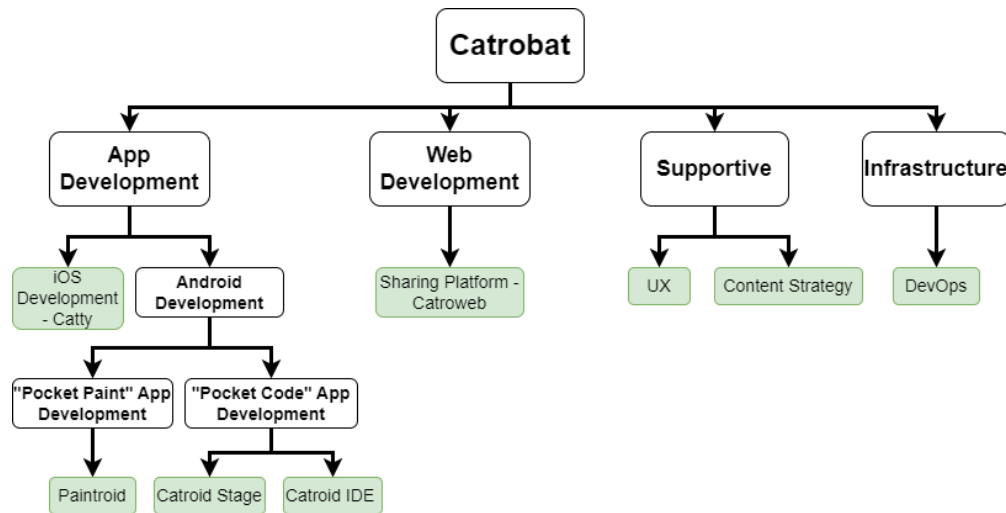 Catrobat
App
Development
Web
Development
Supportive
Infrastructure
iOS
Development
- Catty
Android
Development
Sharing Platform -
Catroweb
UX
Content Strategy
DevOps
"Pocket Paint" App
Development
"Pocket Code" App
Development
Paintroid
Catroid Stage
Catroid IDE